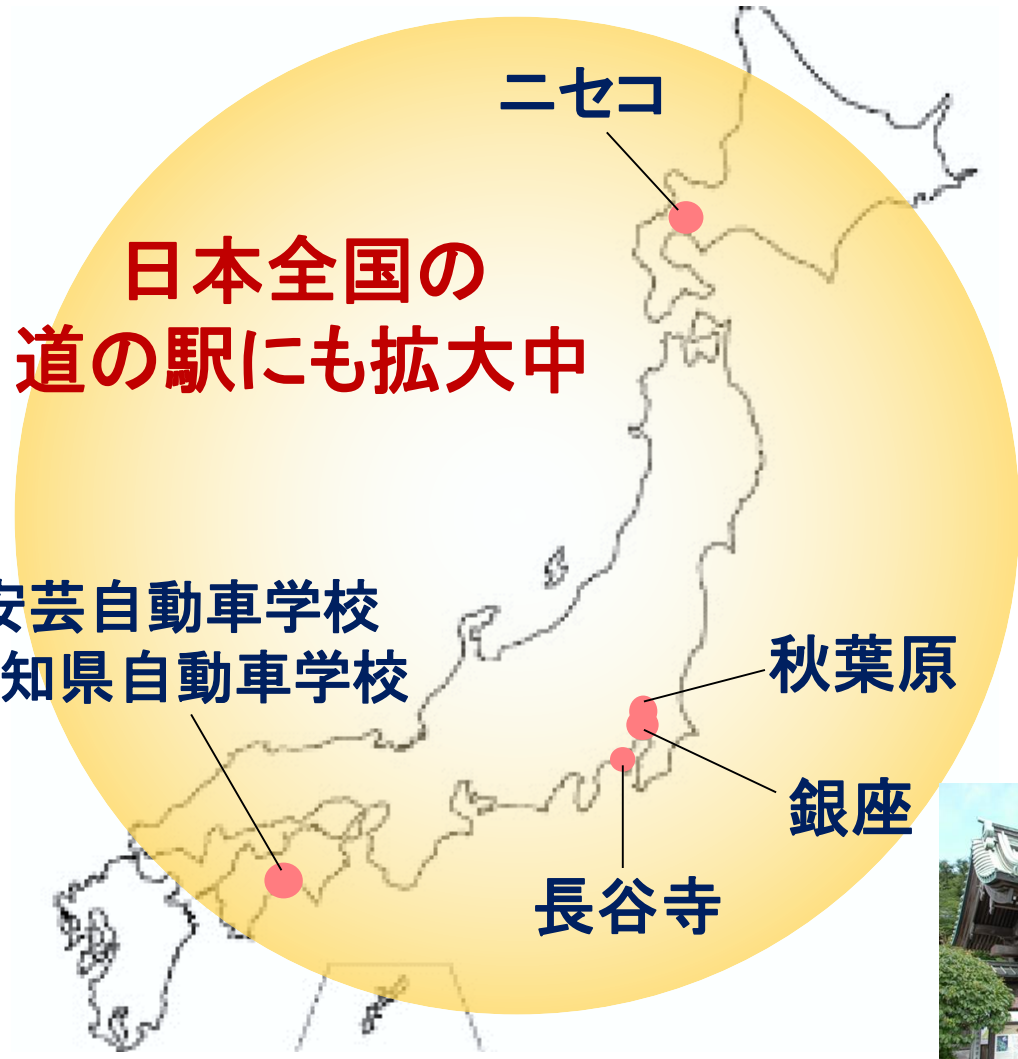 ニセコ
日本全国の
道の駅にも拡大中
安芸自動車学校
知県自動車学校
秋葉原
銀座
長谷寺